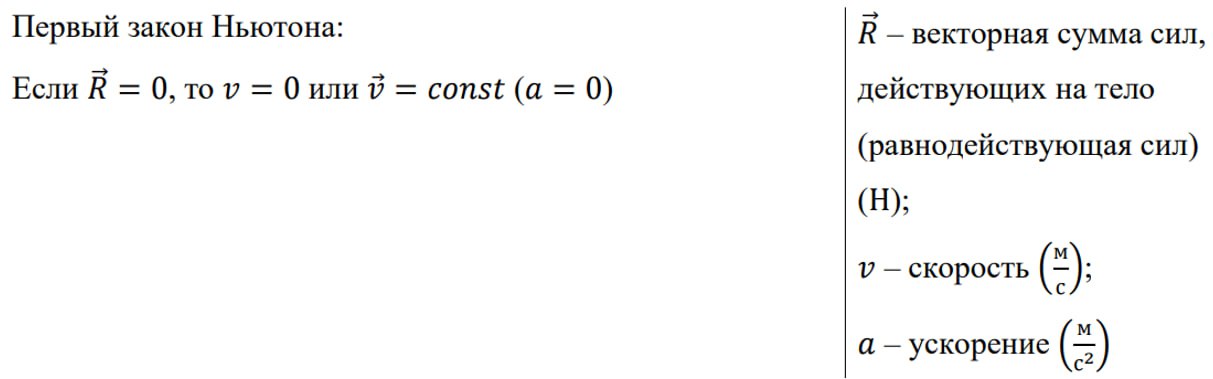 Первый закон Ньютона:
Если $\vec{R} = 0$, то $v = 0$ или $\vec{v} = const$ $(a = 0)$
$\vec{R}$ – векторная сумма сил,
действующих на тело
(равнодействующая сил)
(Н);
$v$ – скорость $\left(\frac{м}{с}\right)$;
$a$ – ускорение $\left(\frac{м}{с^2}\right)$